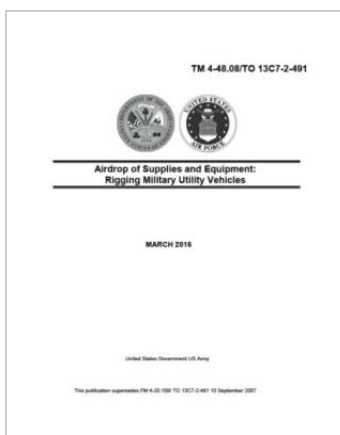 TM 4-48.08/TO 13C7-2-491
Airdrop of Supplies and Equipment:
Rigging Military Utility Vehicles
MARCH 2016
United States Government US Army
This publication supersedes FM 4-20.108/ TO 13C7-2-491 10 September 2007